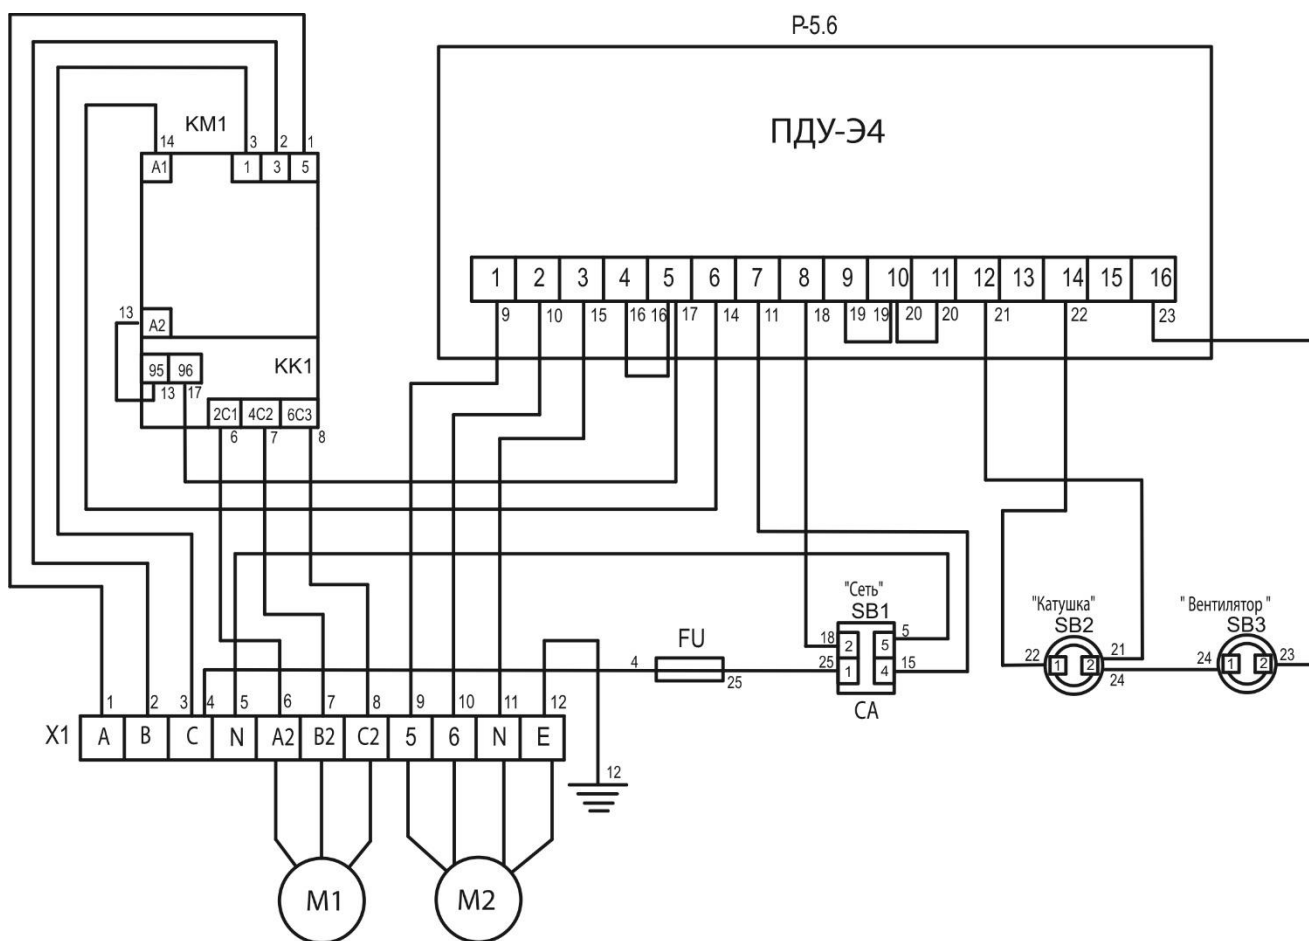 Р-5.6
ПДУ-Э4
KM1
14 3 2 1
A1 1 3 5
1 2 3 4 5 6 7 8 9 10 11 12 13 14 15 16
9 10 15 16 16 17 14 11 18 19 19 20 20 21 22 23
13
A2
KK1
95 96
13 17
2C1 4C2 6C3
6 7 8
"Сеть"
SB1
18 2 5 5
25 1 4 15
CA
"Катушка"
SB2
22 1 2 21
24
"Вентилятор"
SB3
24 1 2 23
FU
4
25
1 2 3 4 5 6 7 8 9 10 11 12
X1 A B C N A2 B2 C2 5 6 N E
12
M1
M2